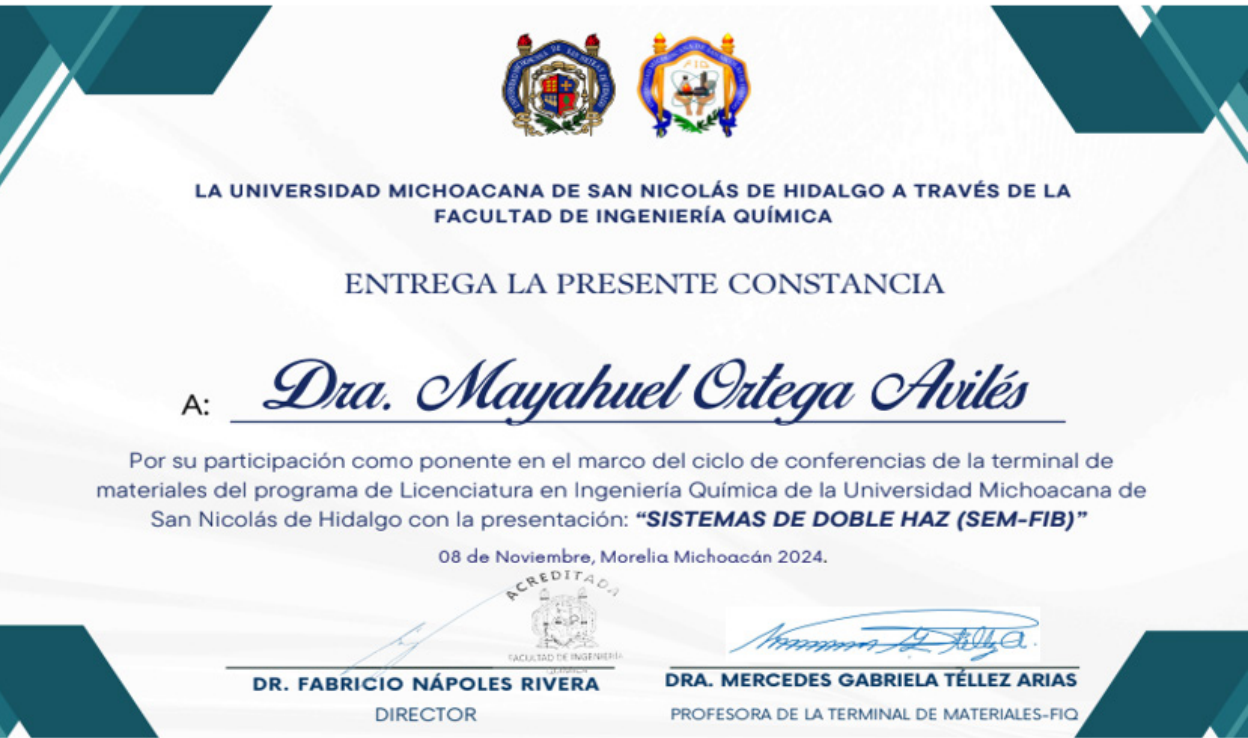 LA UNIVERSIDAD MICHOACANA DE SAN NICOLÁS DE HIDALGO A TRAVÉS DE LA
FACULTAD DE INGENIERÍA QUÍMICA
ENTREGA LA PRESENTE CONSTANCIA
A: Dra. Mayahuel Ortega Avilés
Por su participación como ponente en el marco del ciclo de conferencias de la terminal de
materiales del programa de Licenciatura en Ingeniería Química de la Universidad Michoacana de
San Nicolás de Hidalgo con la presentación: “SISTEMAS DE DOBLE HAZ (SEM-FIB)”
08 de Noviembre, Morelia Michoacán 2024.
ACREDITADA
FACULTAD DE INGENIERÍA
DR. FABRICIO NÁPOLES RIVERA
DIRECTOR
DRA. MERCEDES GABRIELA TÉLLEZ ARIAS
PROFESORA DE LA TERMINAL DE MATERIALES-FIQ